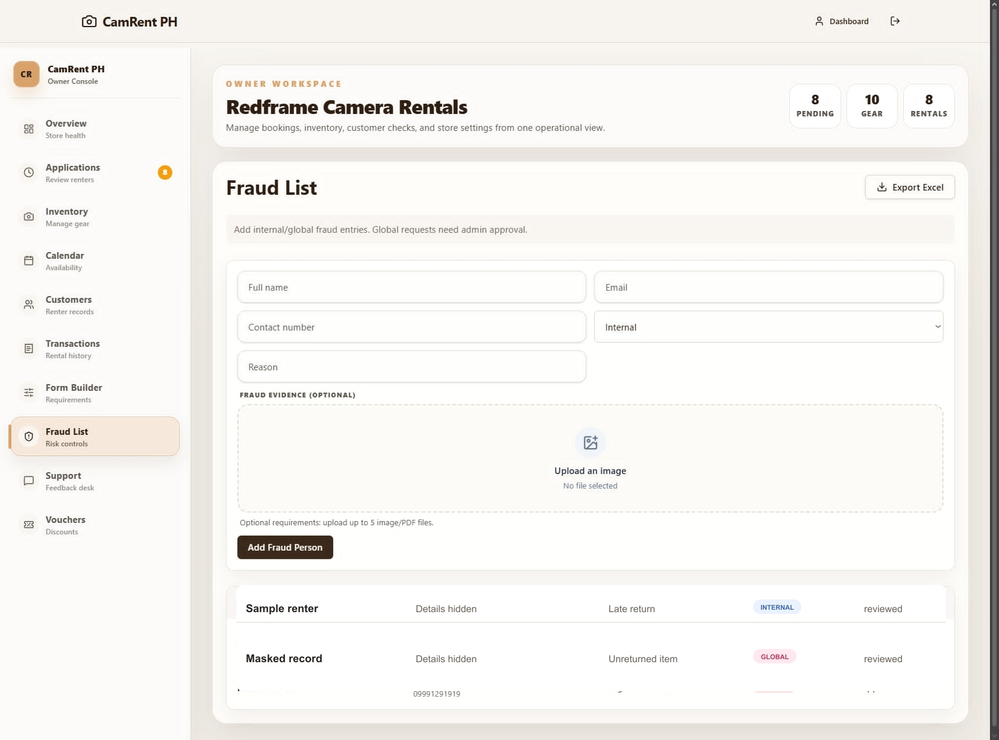 CamRent PH
Dashboard
CR
CamRent PH
Owner Console
Overview
Store health
Applications
Review renters
8
Inventory
Manage gear
Calendar
Availability
Customers
Renter records
Transactions
Rental history
Form Builder
Requirements
Fraud List
Risk controls
Support
Feedback desk
Vouchers
Discounts
OWNER WORKSPACE
Redframe Camera Rentals
Manage bookings, inventory, customer checks, and store settings from one operational view.
8
PENDING
10
GEAR
8
RENTALS
Fraud List
Export Excel
Add internal/global fraud entries. Global requests need admin approval.
Full name
Email
Contact number
Internal
Reason
FRAUD EVIDENCE (OPTIONAL)
Upload an image
No file selected
Optional requirements: upload up to 5 image/PDF files.
Add Fraud Person
Sample renter Details hidden Late return INTERNAL reviewed
Masked record Details hidden Unreturned item GLOBAL reviewed
09991291919